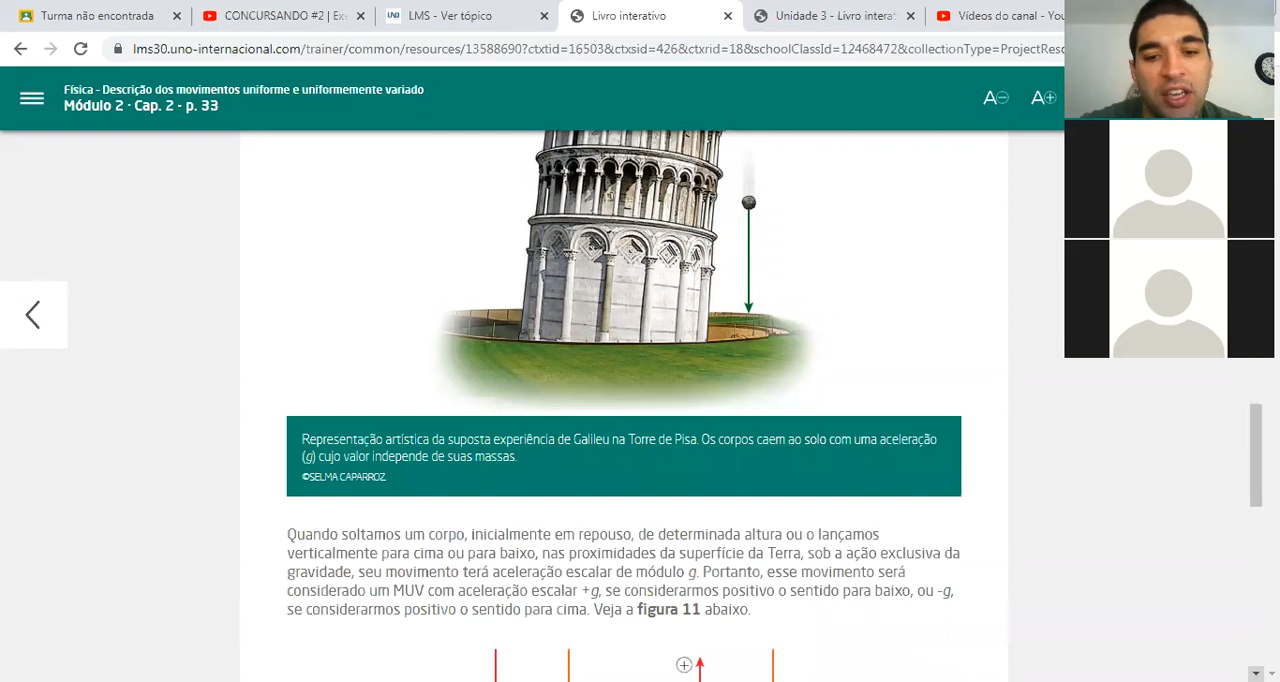 Turma não encontrada
CONCURSANDO #2 | Exe
LMS - Ver tópico
Livro interativo
Unidade 3 - Livro intera
Vídeos do canal - You
lms30.uno-internacional.com/trainer/common/resources/13586690?ctxtid=16503&ctxsid=426&ctxrid=18&schoolClassId=12468472&collectionType=ProjectReso
Física - Descrição dos movimentos uniforme e uniformemente variado
Módulo 2 · Cap. 2 - p. 33
A- A+
Representação artística da suposta experiência de Galileu na Torre de Pisa. Os corpos caem ao solo com uma aceleração
(g) cujo valor independe de suas massas.
©SELMA CAPARROZ
Quando soltamos um corpo, inicialmente em repouso, de determinada altura ou o lançamos
verticalmente para cima ou para baixo, nas proximidades da superfície da Terra, sob a ação exclusiva da
gravidade, seu movimento terá aceleração escalar de módulo g. Portanto, esse movimento será
considerado um MUV com aceleração escalar +g, se considerarmos positivo o sentido para baixo, ou -g,
se considerarmos positivo o sentido para cima. Veja a figura 11 abaixo.
+